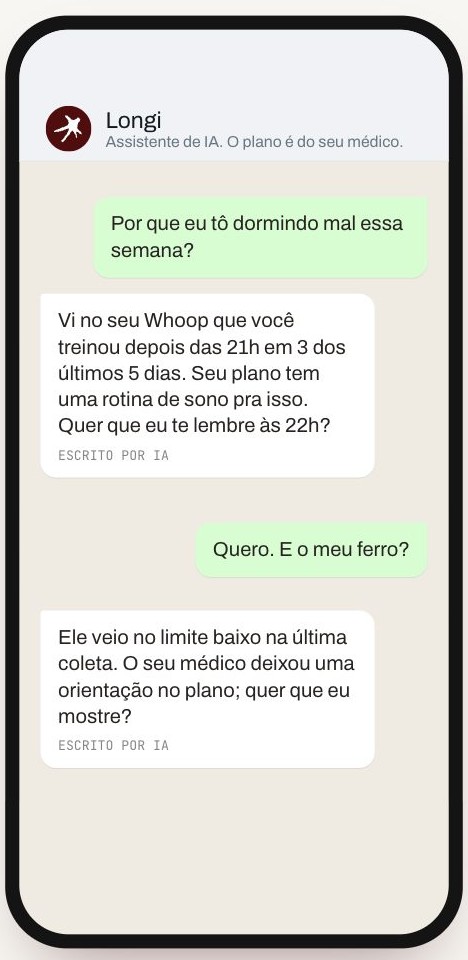 Longi
Assistente de IA. O plano é do seu médico.
Por que eu tô dormindo mal essa
semana?
Vi no seu Whoop que você
treinou depois das 21h em 3 dos
últimos 5 dias. Seu plano tem
uma rotina de sono pra isso.
Quer que eu te lembre às 22h?
ESCRITO POR IA
Quero. E o meu ferro?
Ele veio no limite baixo na última
coleta. O seu médico deixou uma
orientação no plano; quer que eu
mostre?
ESCRITO POR IA